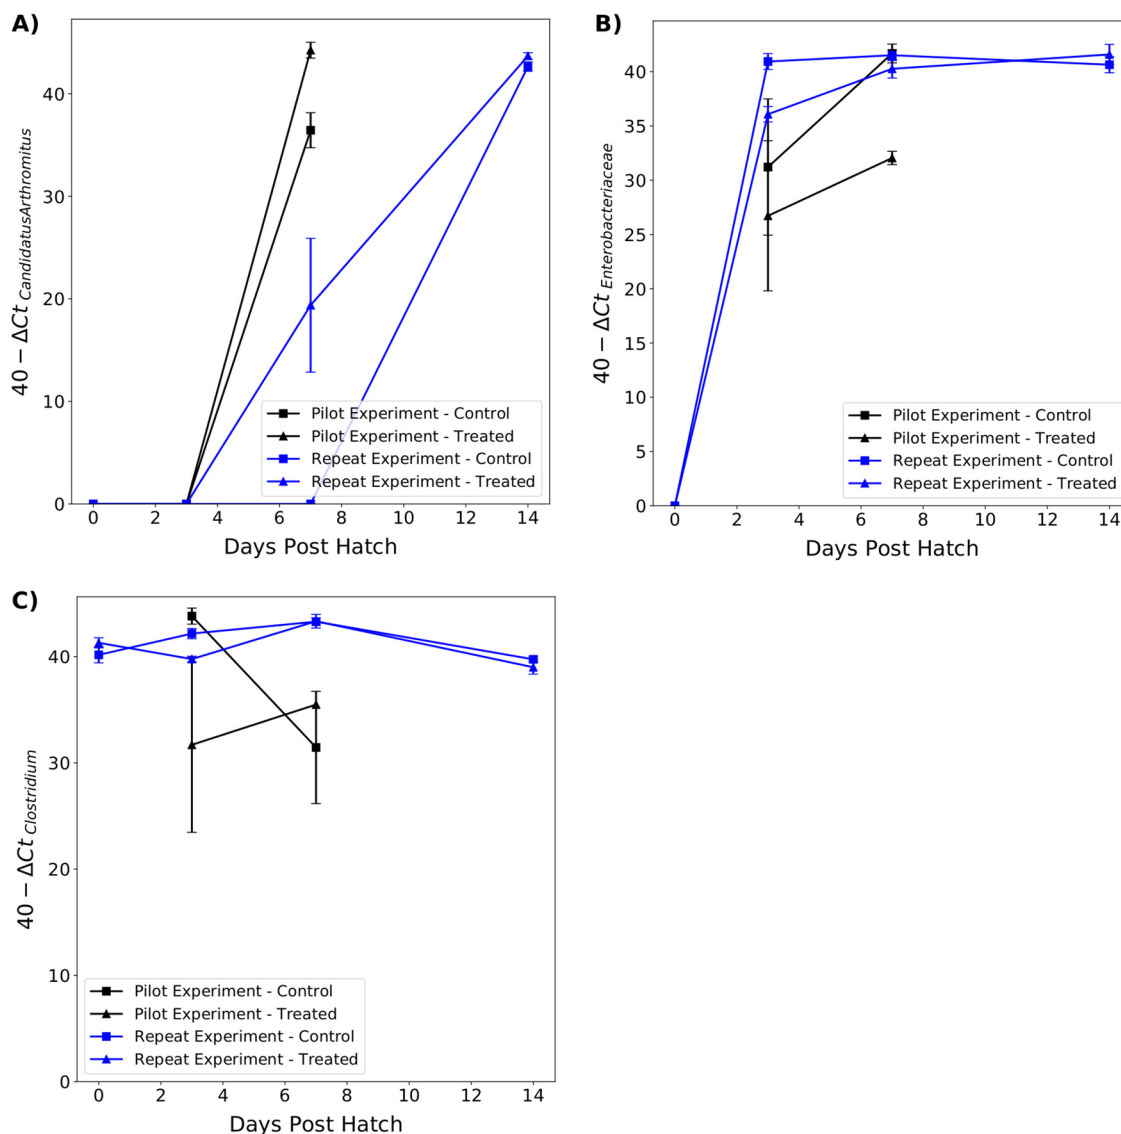 A)
40 − ΔCt CandidatusArthromitus
40
30
20
10
0
0 2 4 6 8 10 12 14
Days Post Hatch
Pilot Experiment - Control
Pilot Experiment - Treated
Repeat Experiment - Control
Repeat Experiment - Treated
B)
40 − ΔCt Enterobacteriaceae
40
35
30
25
20
15
10
5
0
0 2 4 6 8 10 12 14
Days Post Hatch
Pilot Experiment - Control
Pilot Experiment - Treated
Repeat Experiment - Control
Repeat Experiment - Treated
C)
40 − ΔCt Clostridium
40
30
20
10
0
0 2 4 6 8 10 12 14
Days Post Hatch
Pilot Experiment - Control
Pilot Experiment - Treated
Repeat Experiment - Control
Repeat Experiment - Treated